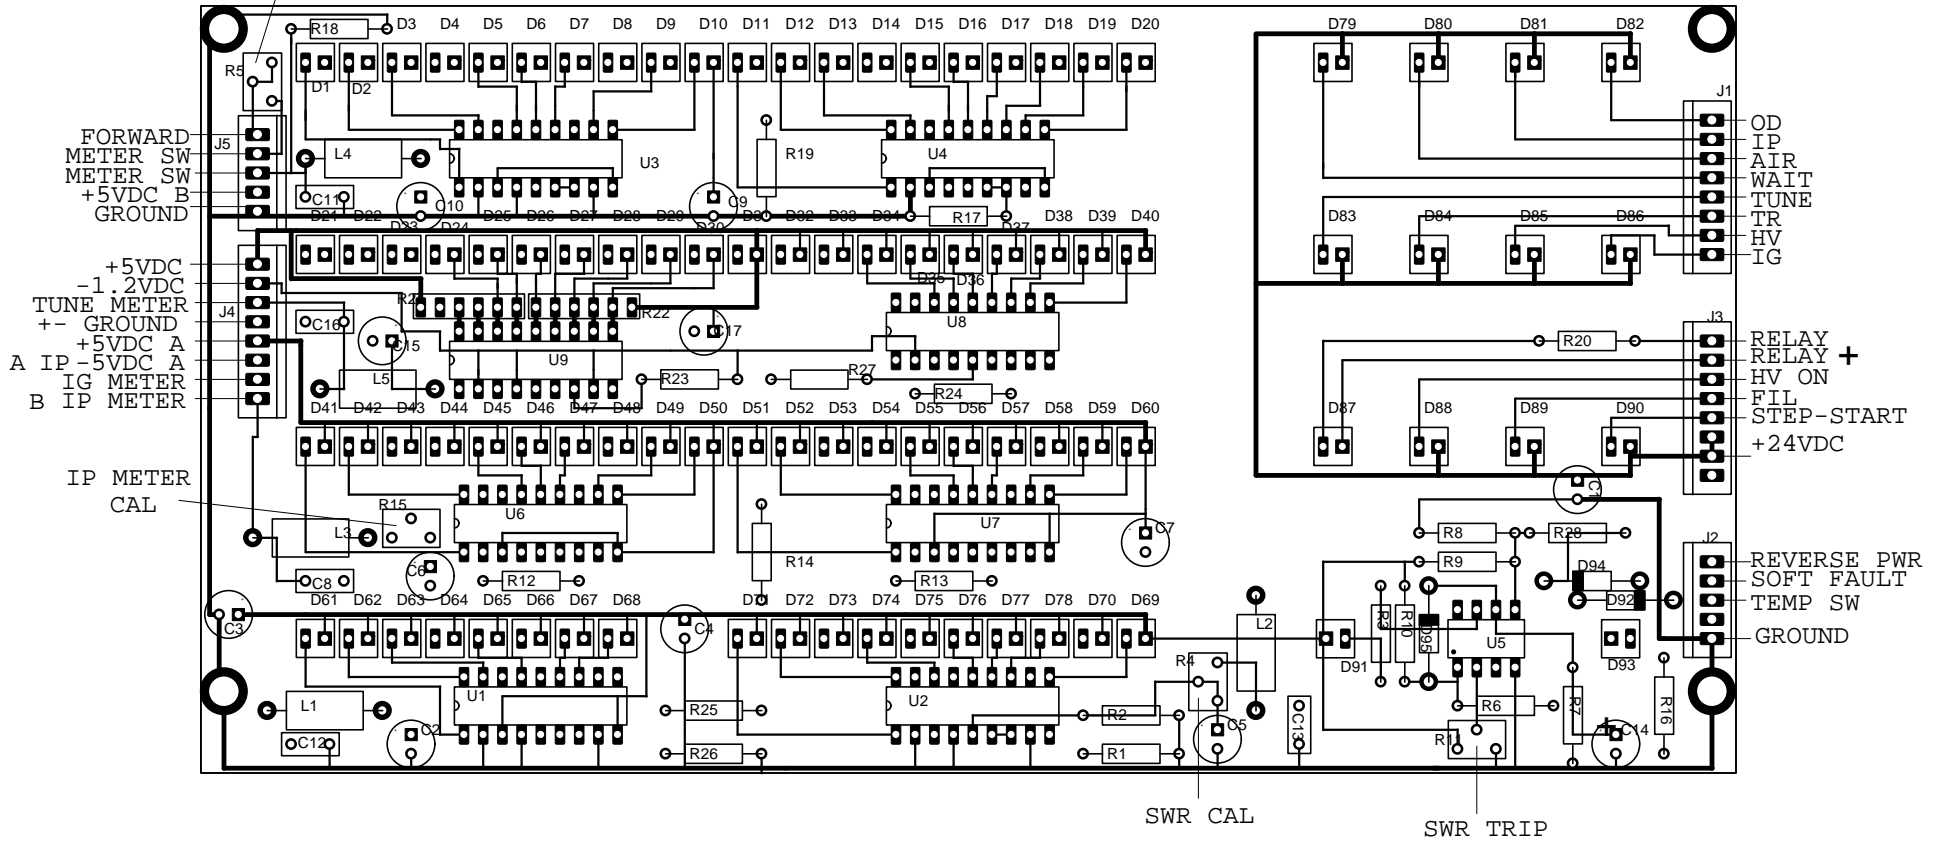 R18 D3 D4 D5 D6 D7 D8 D9 D10 D11 D12 D13 D14 D15 D16 D17 D18 D19 D20 D79 D80 D81 D82
R5
D1 D2
J1
FORWARD
J5
METER SW
METER SW
+5VDC B
GROUND
L4 U3 R19 U4
C11 C10 C9 R17
OD
IP
AIR
WAIT
TUNE
TR
HV
IG
D21 D22 D23 D24 D25 D26 D27 D28 D29 D30 D32 D33 D34 D37 D38 D39 D40 D83 D84 D85 D86
+5VDC
-1.2VDC
TUNE METER
J4
+- GROUND
+5VDC A
A IP -5VDC A
IG METER
B IP METER
R22 D35 D36
C16 C15 C17 U9 U8
L5 R23 R27 R24
J3
R20
RELAY
RELAY +
HV ON
FIL
STEP-START
+24VDC
D41 D42 D43 D44 D45 D46 D47 D48 D49 D50 D51 D52 D53 D54 D55 D56 D57 D58 D59 D60 D87 D88 D89 D90
IP METER
CAL
R15 U6 U7 C7
L3 C6 C8 R12 R14 R13
R8 R28 R9
J2
D94
D92
REVERSE PWR
SOFT FAULT
TEMP SW
GROUND
D61 D62 D63 D64 D65 D66 D67 D68 D71 D72 D73 D74 D75 D76 D77 D78 D70 D69
C3 C4 L2 R3 R10 D95 U5
R4 D91 D93
L1 U1 R25 U2 R2 C5 C13 R6 R7 R16
C12 C2 R26 R1 R11 C14
SWR CAL
SWR TRIP